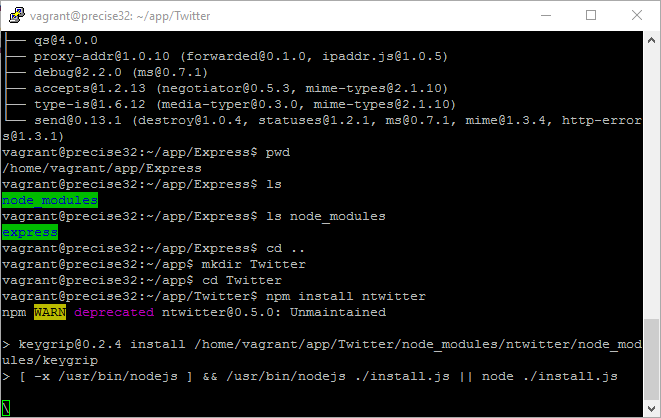 vagrant@precise32: ~/app/Twitter
├── qs@4.0.0
├── proxy-addr@1.0.10 (forwarded@0.1.0, ipaddr.js@1.0.5)
├── debug@2.2.0 (ms@0.7.1)
├── accepts@1.2.13 (negotiator@0.5.3, mime-types@2.1.10)
├── type-is@1.6.12 (media-typer@0.3.0, mime-types@2.1.10)
└── send@0.13.1 (destroy@1.0.4, statuses@1.2.1, ms@0.7.1, mime@1.3.4, http-error
s@1.3.1)
vagrant@precise32:~/app/Express$ pwd
/home/vagrant/app/Express
vagrant@precise32:~/app/Express$ ls
node_modules
vagrant@precise32:~/app/Express$ ls node_modules
express
vagrant@precise32:~/app/Express$ cd ..
vagrant@precise32:~/app$ mkdir Twitter
vagrant@precise32:~/app$ cd Twitter
vagrant@precise32:~/app/Twitter$ npm install ntwitter
npm WARN deprecated ntwitter@0.5.0: Unmaintained
> keygrip@0.2.4 install /home/vagrant/app/Twitter/node_modules/ntwitter/node_mod
ules/keygrip
> [ -x /usr/bin/nodejs ] && /usr/bin/nodejs ./install.js || node ./install.js
\